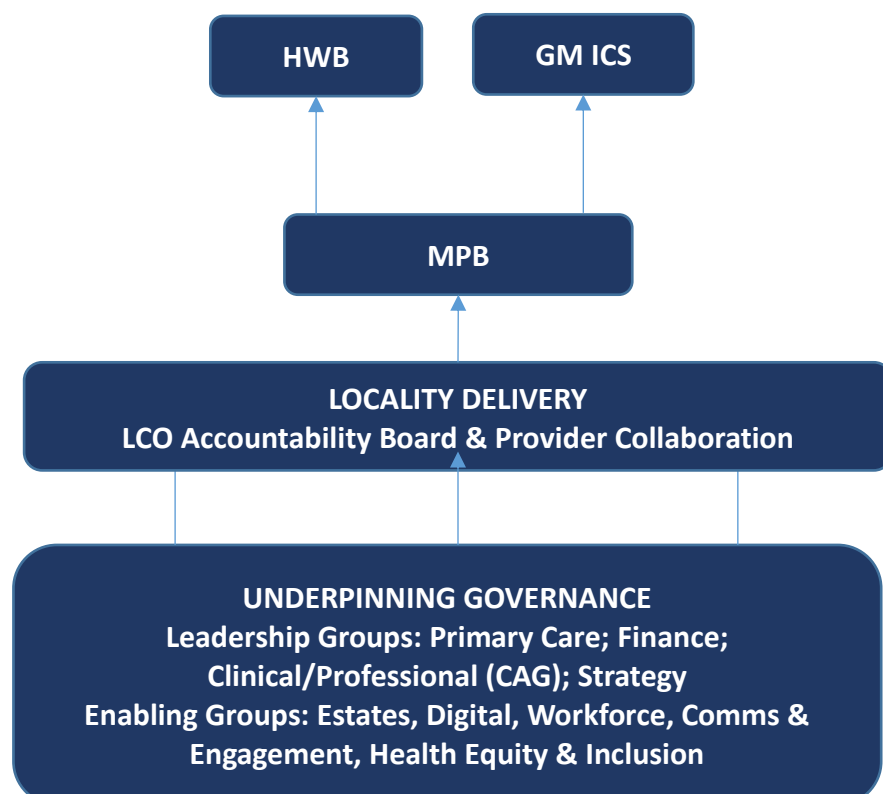 HWB
GM ICS
MPB
LOCALITY DELIVERY
LCO Accountability Board & Provider Collaboration
UNDERPINNING GOVERNANCE
Leadership Groups: Primary Care; Finance;
Clinical/Professional (CAG); Strategy
Enabling Groups: Estates, Digital, Workforce, Comms &
Engagement, Health Equity & Inclusion